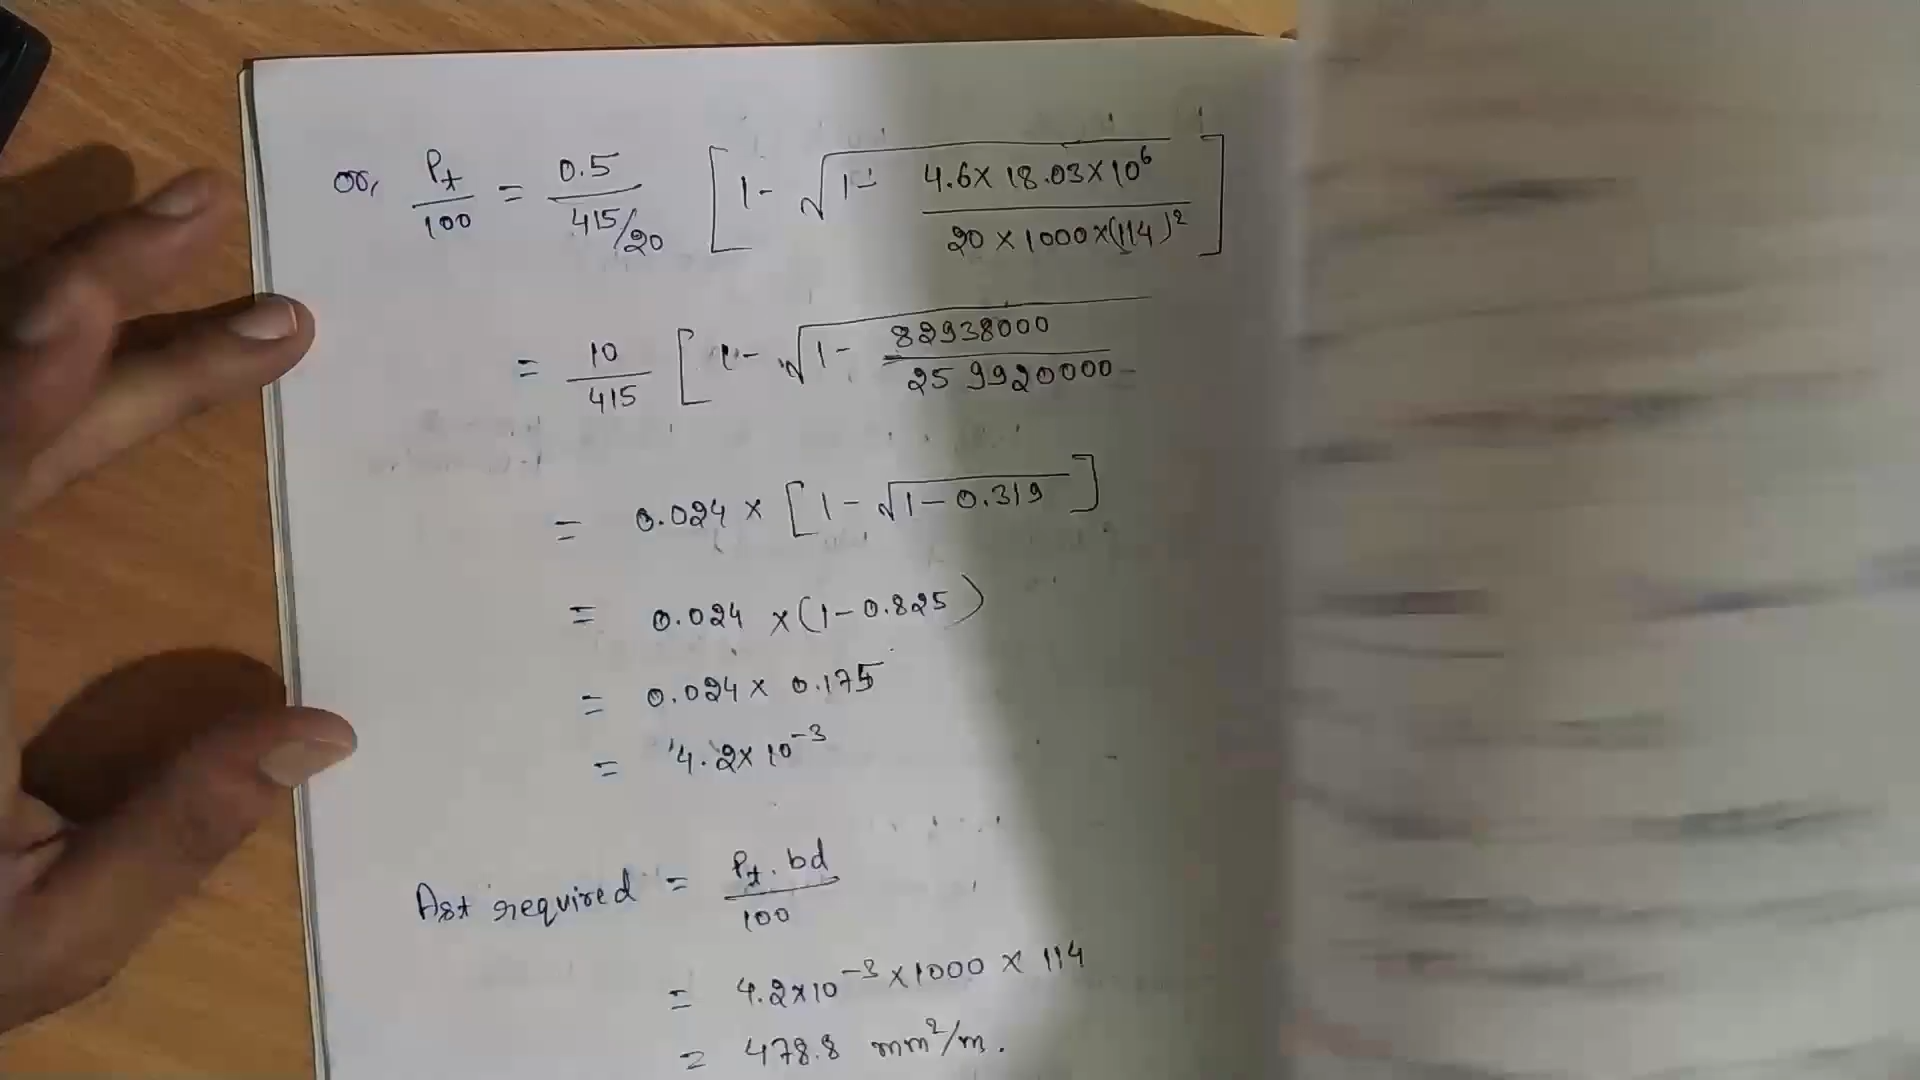 or, Pt/100 = 0.5/(415/20) [1 - √(1 - (4.6 × 18.03 × 10⁶)/(20 × 1000 × (114)²))]
= 10/415 [1 - √(1 - 82938000/259920000)
= 0.024 × [1 - √(1 - 0.319)]
= 0.024 × (1 - 0.825)
= 0.024 × 0.175
= 4.2 × 10⁻³
Ast required = Pt. bd/100
= 4.2 × 10⁻³ × 1000 × 114
= 478.8 mm²/m.